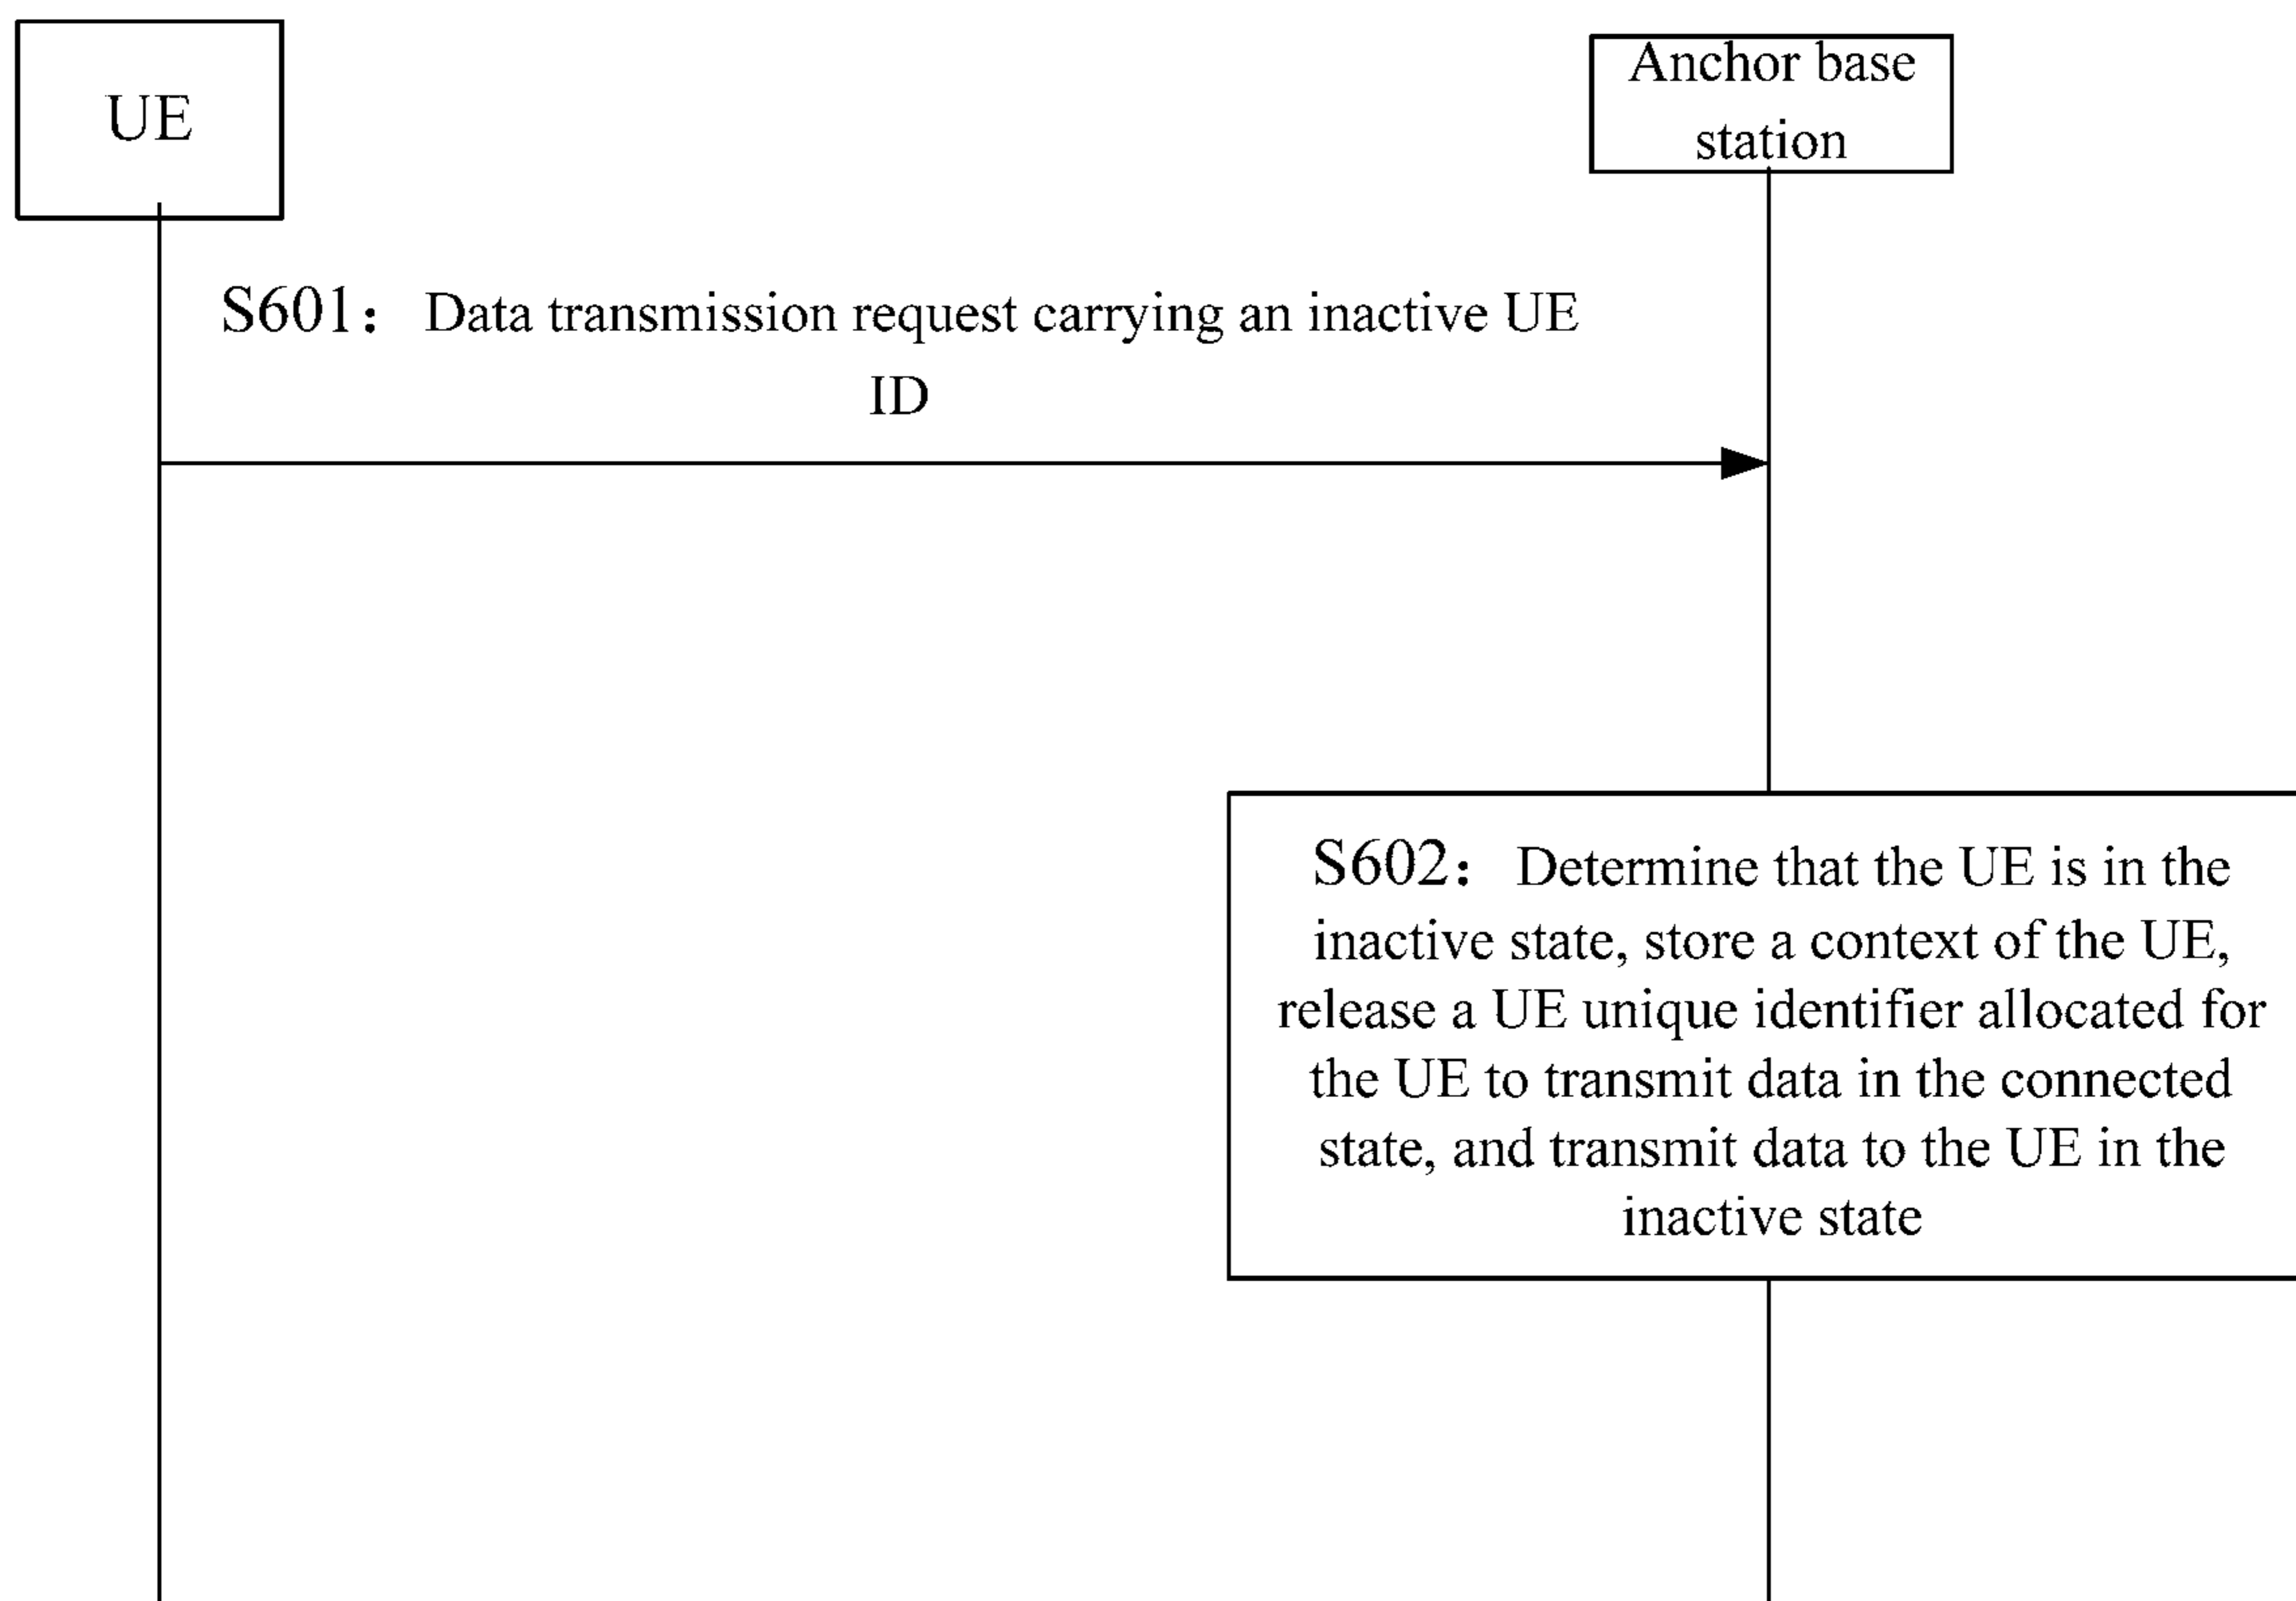 UE
Anchor base
station
S601： Data transmission request carrying an inactive UE
ID
S602： Determine that the UE is in the
inactive state, store a context of the UE,
release a UE unique identifier allocated for
the UE to transmit data in the connected
state, and transmit data to the UE in the
inactive state